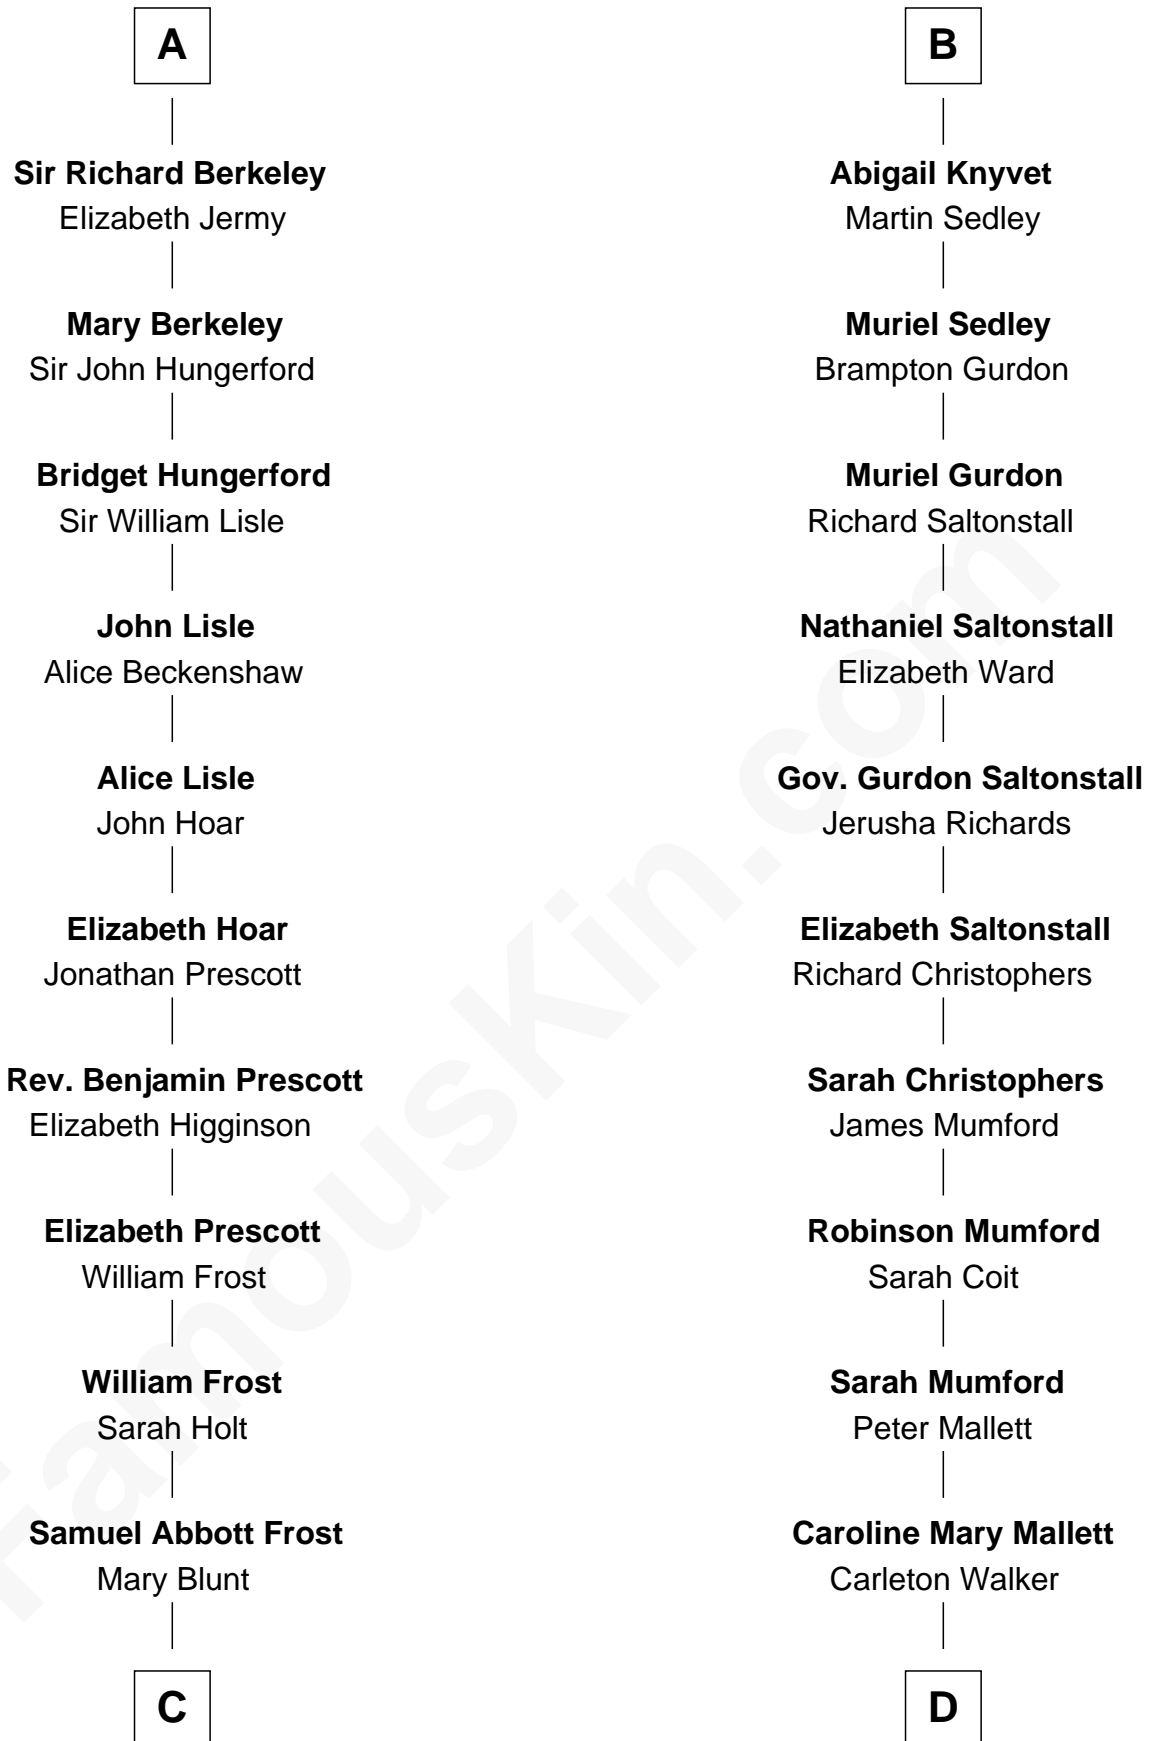 A
Sir Richard Berkeley
Elizabeth Jermy
Mary Berkeley
Sir John Hungerford
Bridget Hungerford
Sir William Lisle
John Lisle
Alice Beckenshaw
Alice Lisle
John Hoar
Elizabeth Hoar
Jonathan Prescott
Rev. Benjamin Prescott
Elizabeth Higginson
Elizabeth Prescott
William Frost
William Frost
Sarah Holt
Samuel Abbott Frost
Mary Blunt
C
B
Abigail Knyvet
Martin Sedley
Muriel Sedley
Brampton Gurdon
Muriel Gurdon
Richard Saltonstall
Nathaniel Saltonstall
Elizabeth Ward
Gov. Gurdon Saltonstall
Jerusha Richards
Elizabeth Saltonstall
Richard Christophers
Sarah Christophers
James Mumford
Robinson Mumford
Sarah Coit
Sarah Mumford
Peter Mallett
Caroline Mary Mallett
Carleton Walker
D
FamousKin.com